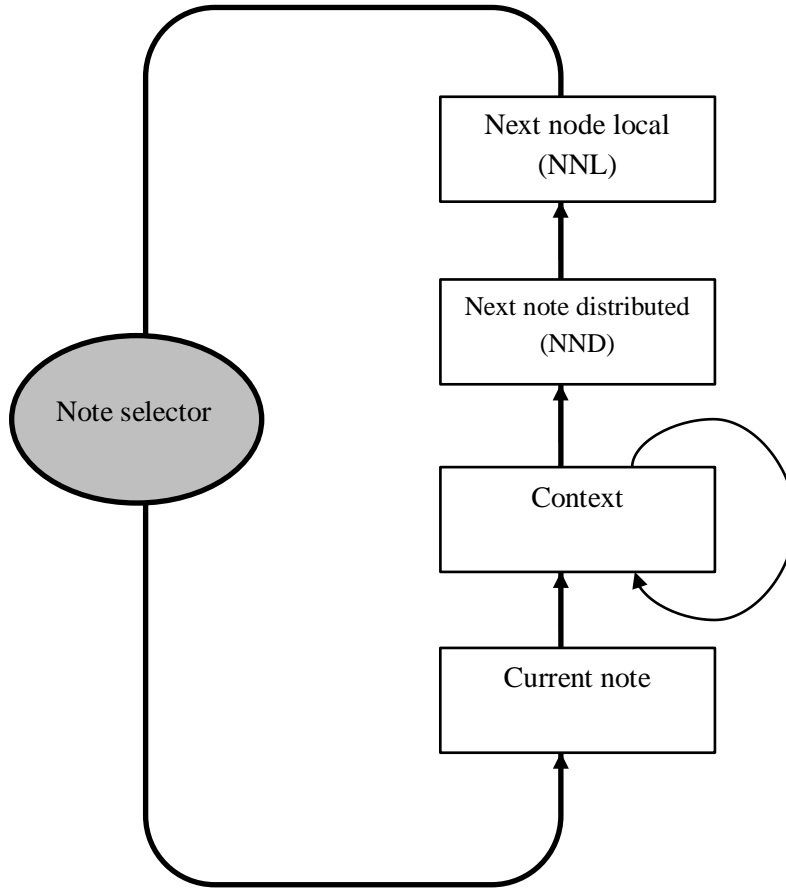 Next node local
(NNL)
Next note distributed
(NND)
Note selector
Context
Current note